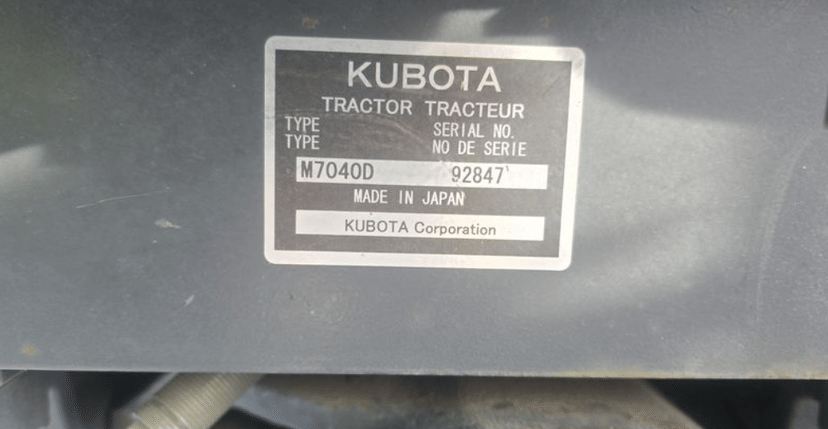 KUBOTA
TRACTOR TRACTEUR
TYPE SERIAL NO.
TYPE NO DE SERIE
M7040D 92847
MADE IN JAPAN
KUBOTA Corporation